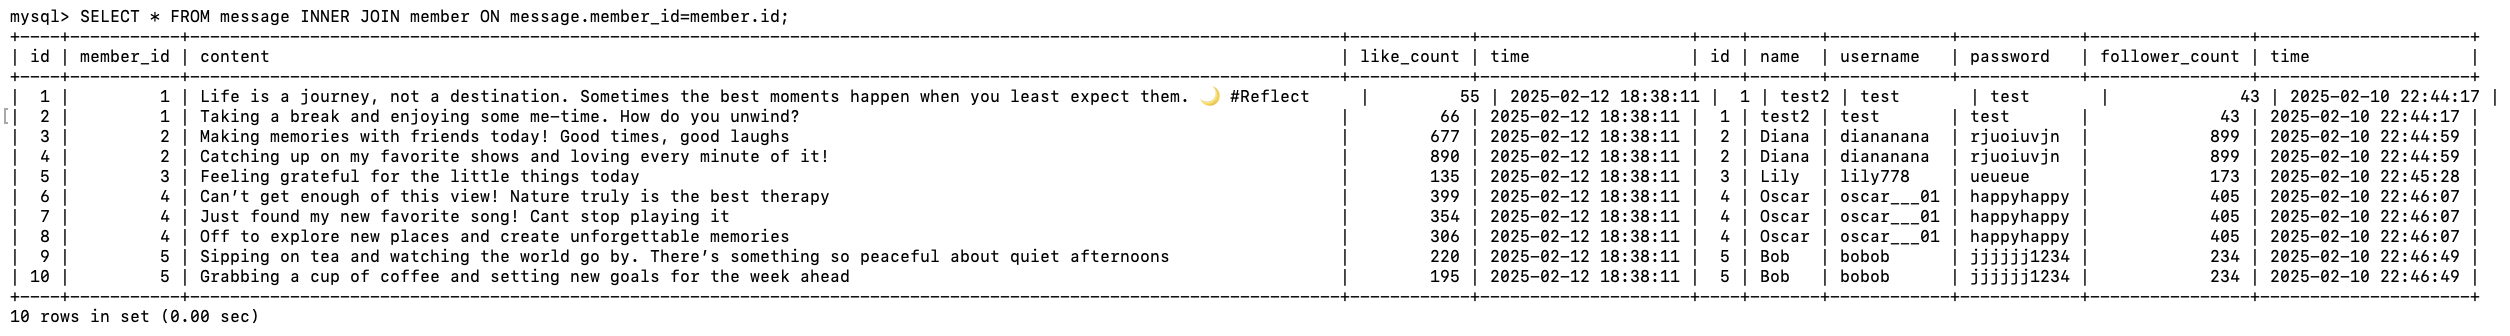 mysql> SELECT * FROM message INNER JOIN member ON message.member_id=member.id;
+----+-----------+--------------------------------------------------------------------------------------------------------------------+------------+---------------------+----+-------+------------+------------+----------------+---------------------+
| id | member_id | content | like_count | time | id | name | username | password | follower_count | time |
+----+-----------+--------------------------------------------------------------------------------------------------------------------+------------+---------------------+----+-------+------------+------------+----------------+---------------------+
| 1 | 1 | Life is a journey, not a destination. Sometimes the best moments happen when you least expect them. 🌙 #Reflect | 55 | 2025-02-12 18:38:11 | 1 | test2 | test | test | 43 | 2025-02-10 22:44:17 |
[| 2 | 1 | Taking a break and enjoying some me-time. How do you unwind? | 66 | 2025-02-12 18:38:11 | 1 | test2 | test | test | 43 | 2025-02-10 22:44:17 |
| 3 | 2 | Making memories with friends today! Good times, good laughs | 677 | 2025-02-12 18:38:11 | 2 | Diana | diananana | rjuoiuvjn | 899 | 2025-02-10 22:44:59 |
| 4 | 2 | Catching up on my favorite shows and loving every minute of it! | 890 | 2025-02-12 18:38:11 | 2 | Diana | diananana | rjuoiuvjn | 899 | 2025-02-10 22:44:59 |
| 5 | 3 | Feeling grateful for the little things today | 135 | 2025-02-12 18:38:11 | 3 | Lily | lily778 | ueueue | 173 | 2025-02-10 22:45:28 |
| 6 | 4 | Can’t get enough of this view! Nature truly is the best therapy | 399 | 2025-02-12 18:38:11 | 4 | Oscar | oscar___01 | happyhappy | 405 | 2025-02-10 22:46:07 |
| 7 | 4 | Just found my new favorite song! Cant stop playing it | 354 | 2025-02-12 18:38:11 | 4 | Oscar | oscar___01 | happyhappy | 405 | 2025-02-10 22:46:07 |
| 8 | 4 | Off to explore new places and create unforgettable memories | 306 | 2025-02-12 18:38:11 | 4 | Oscar | oscar___01 | happyhappy | 405 | 2025-02-10 22:46:07 |
| 9 | 5 | Sipping on tea and watching the world go by. There’s something so peaceful about quiet afternoons | 220 | 2025-02-12 18:38:11 | 5 | Bob | bobob | jjjjjj1234 | 234 | 2025-02-10 22:46:49 |
| 10 | 5 | Grabbing a cup of coffee and setting new goals for the week ahead | 195 | 2025-02-12 18:38:11 | 5 | Bob | bobob | jjjjjj1234 | 234 | 2025-02-10 22:46:49 |
+----+-----------+--------------------------------------------------------------------------------------------------------------------+------------+---------------------+----+-------+------------+------------+----------------+---------------------+
10 rows in set (0.00 sec)